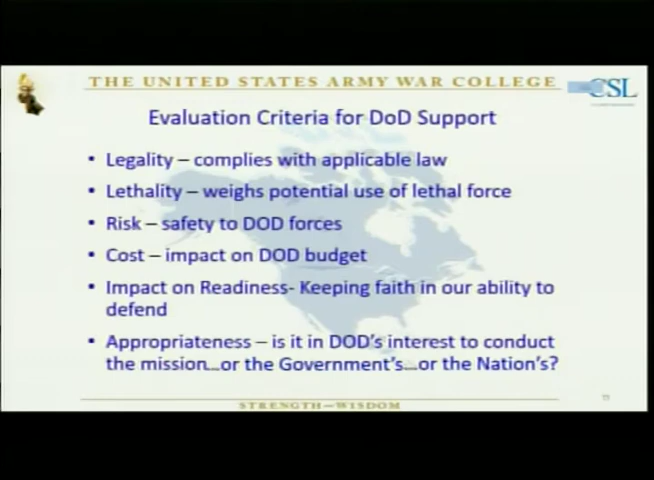 THE UNITED STATES ARMY WAR COLLEGE
CSL
Evaluation Criteria for DoD Support
• Legality – complies with applicable law
• Lethality – weighs potential use of lethal force
• Risk – safety to DOD forces
• Cost – impact on DOD budget
• Impact on Readiness- Keeping faith in our ability to
defend
• Appropriateness – is it in DOD's interest to conduct
the mission...or the Government's...or the Nation's?
STRENGTH—WISDOM